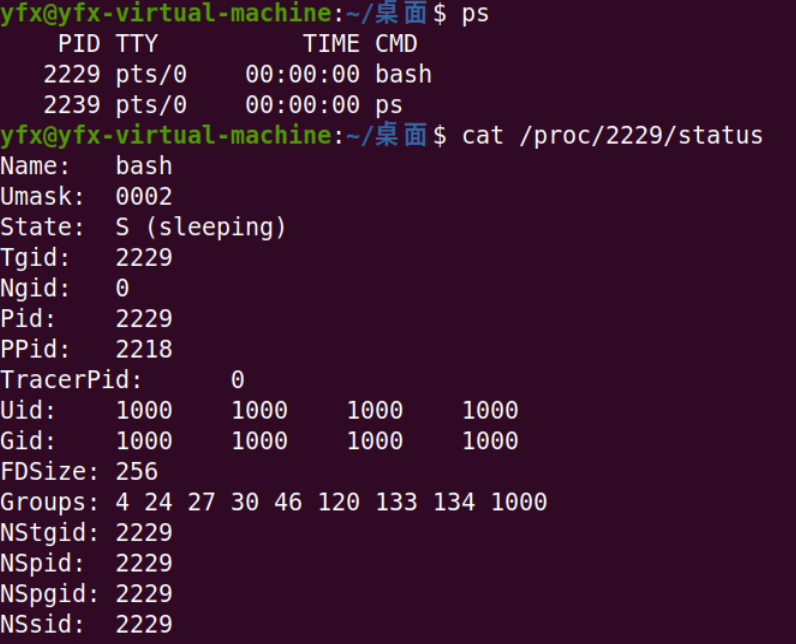 yfx@yfx-virtual-machine:~/桌面$ ps
    PID TTY          TIME CMD
   2229 pts/0    00:00:00 bash
   2239 pts/0    00:00:00 ps
yfx@yfx-virtual-machine:~/桌面$ cat /proc/2229/status
Name:   bash
Umask:  0002
State:  S (sleeping)
Tgid:   2229
Ngid:   0
Pid:    2229
PPid:   2218
TracerPid:      0
Uid:    1000    1000    1000    1000
Gid:    1000    1000    1000    1000
FDSize: 256
Groups: 4 24 27 30 46 120 133 134 1000
NStgid: 2229
NSpid:  2229
NSpgid: 2229
NSsid:  2229